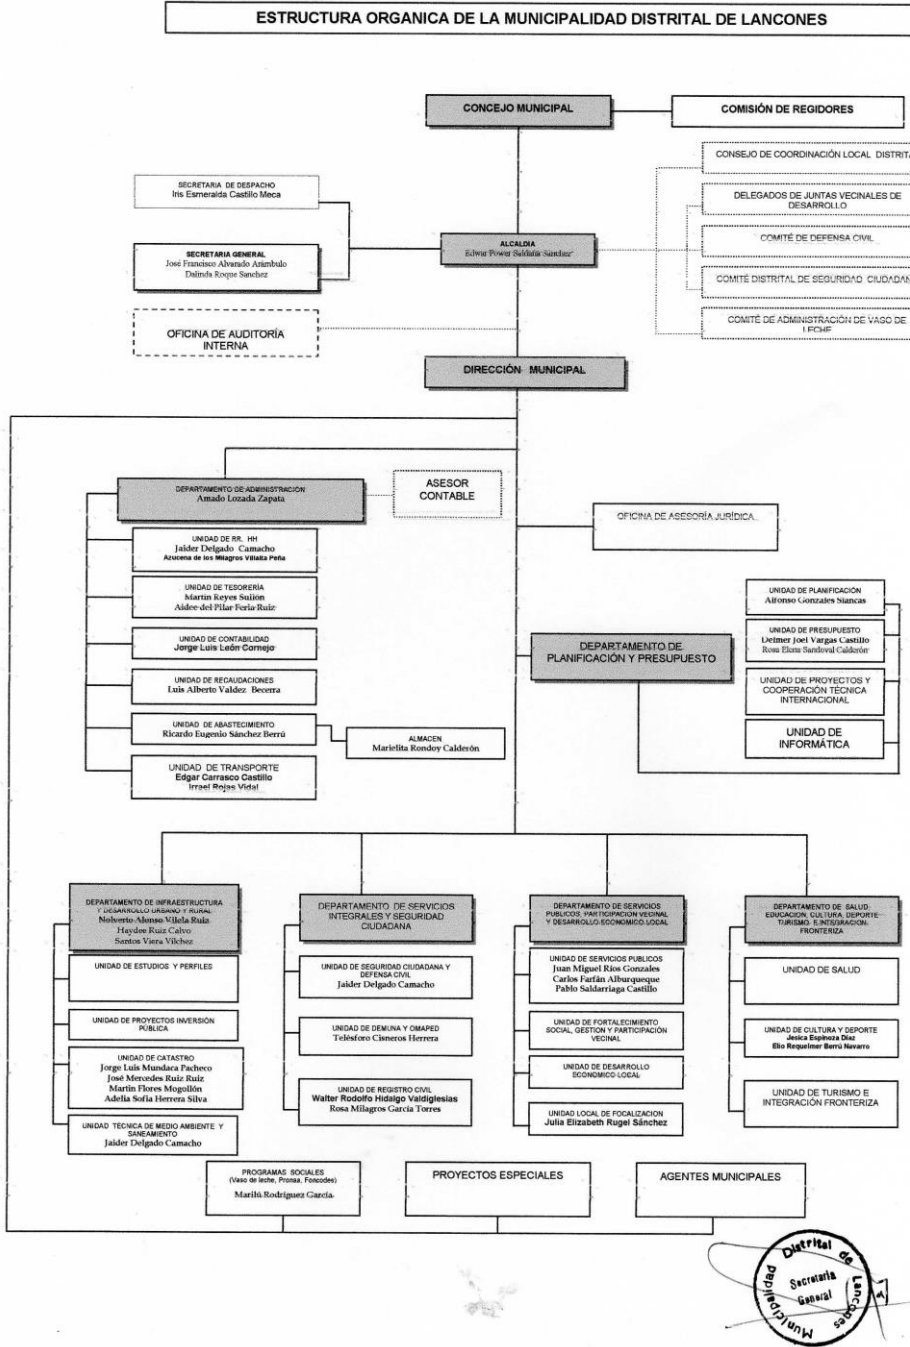 ESTRUCTURA ORGANICA DE LA MUNICIPALIDAD DISTRITAL DE LANCONES
CONCEJO MUNICIPAL
COMISIÓN DE REGIDORES
CONSEJO DE COORDINACIÓN LOCAL DISTRITA
DELEGADOS DE JUNTAS VECINALES DE
DESARROLLO
COMITÉ DE DEFENSA CIVIL
COMITÉ DISTRITAL DE SEGURIDAD CIUDADAN
COMITÉ DE ADMINISTRACIÓN DE VASO DE
LECHE
SECRETARIA DE DESPACHO
Iris Esmeralda Castillo Meca
SECRETARIA GENERAL
José Francisco Alvarado Arámbulo
Dalinda Roque Sanchez
ALCALDIA
Edwar Power Saldaña Sanchez
OFICINA DE AUDITORÍA
INTERNA
DIRECCIÓN MUNICIPAL
DEPARTAMENTO DE ADMINISTRACIÓN
Amado Lozada Zapata
ASESOR
CONTABLE
OFICINA DE ASESORÍA JURÍDICA
UNIDAD DE RR. HH
Jaider Delgado Camacho
Azucena de los Milagros Villalta Peña
UNIDAD DE TESORERÍA
Martín Reyes Sullón
Aidee del Pilar Feria Ruiz
UNIDAD DE CONTABILIDAD
Jorge Luis León Cornejo
UNIDAD DE RECAUDACIONES
Luis Alberto Valdez Becerra
UNIDAD DE ABASTECIMIENTO
Ricardo Eugenio Sánchez Berrú
ALMACEN
Marielita Rondoy Calderón
UNIDAD DE TRANSPORTE
Edgar Carrasco Castillo
Irrael Rojas Vidal
DEPARTAMENTO DE
PLANIFICACIÓN Y PRESUPUESTO
UNIDAD DE PLANIFICACIÓN
Alfonso Gonzales Siancas
UNIDAD DE PRESUPUESTO
Deimer Joel Vargas Castillo
Rosa Elena Sandoval Calderón
UNIDAD DE PROYECTOS Y
COOPERACIÓN TÉCNICA
INTERNACIONAL
UNIDAD DE
INFORMÁTICA
DEPARTAMENTO DE INFRAESTRUCTURA
Y DESARROLLO URBANO Y RURAL
Nolverto Alonso Vilela Ruiz
Haydee Ruiz Calvo
Santos Viera Vilchez
UNIDAD DE ESTUDIOS Y PERFILES
UNIDAD DE PROYECTOS INVERSIÓN
PÚBLICA
UNIDAD DE CATASTRO
Jorge Luis Mundaca Pacheco
José Mercedes Ruiz Ruiz
Martin Flores Mogollón
Adelia Sofia Herrera Silva
UNIDAD TÉCNICA DE MEDIO AMBIENTE Y
SANEAMIENTO
Jaider Delgado Camacho
DEPARTAMENTO DE SERVICIOS
INTEGRALES Y SEGURIDAD
CIUDADANA
UNIDAD DE SEGURIDAD CIUDADANA Y
DEFENSA CIVIL
Jaider Delgado Camacho
UNIDAD DE DEMUNA Y OMAPED
Telésforo Cisneros Herrera
UNIDAD DE REGISTRO CIVIL
Walter Rodolfo Hidalgo Valdiglesias
Rosa Milagros García Torres
DEPARTAMENTO DE SERVICIOS
PUBLICOS, PARTICIPACIÓN VECINAL
Y DESARROLLO ECONOMICO LOCAL
UNIDAD DE SERVICIOS PUBLICOS
Juan Miguel Ríos Gonzales
Carlos Farfán Alburqueque
Pablo Saldarriaga Castillo
UNIDAD DE FORTALECIMIENTO
SOCIAL, GESTION Y PARTICIPACIÓN
VECINAL
UNIDAD DE DESARROLLO
ECONOMICO LOCAL
UNIDAD LOCAL DE FOCALIZACION
Julia Elizabeth Rugel Sánchez
DEPARTAMENTO DE SALUD,
EDUCACION, CULTURA, DEPORTE
TURISMO E INTEGRACION
FRONTERIZA
UNIDAD DE SALUD
UNIDAD DE CULTURA Y DEPORTE
Jesica Espinoza Diaz
Elio Requelmer Berrú Navarro
UNIDAD DE TURISMO E
INTEGRACIÓN FRONTERIZA
PROGRAMAS SOCIALES
(Vaso de leche, Pronaa, Foncodes)
Marilú Rodríguez García
PROYECTOS ESPECIALES
AGENTES MUNICIPALES
Municipalidad Distrital de Lancones
Secretaria
General